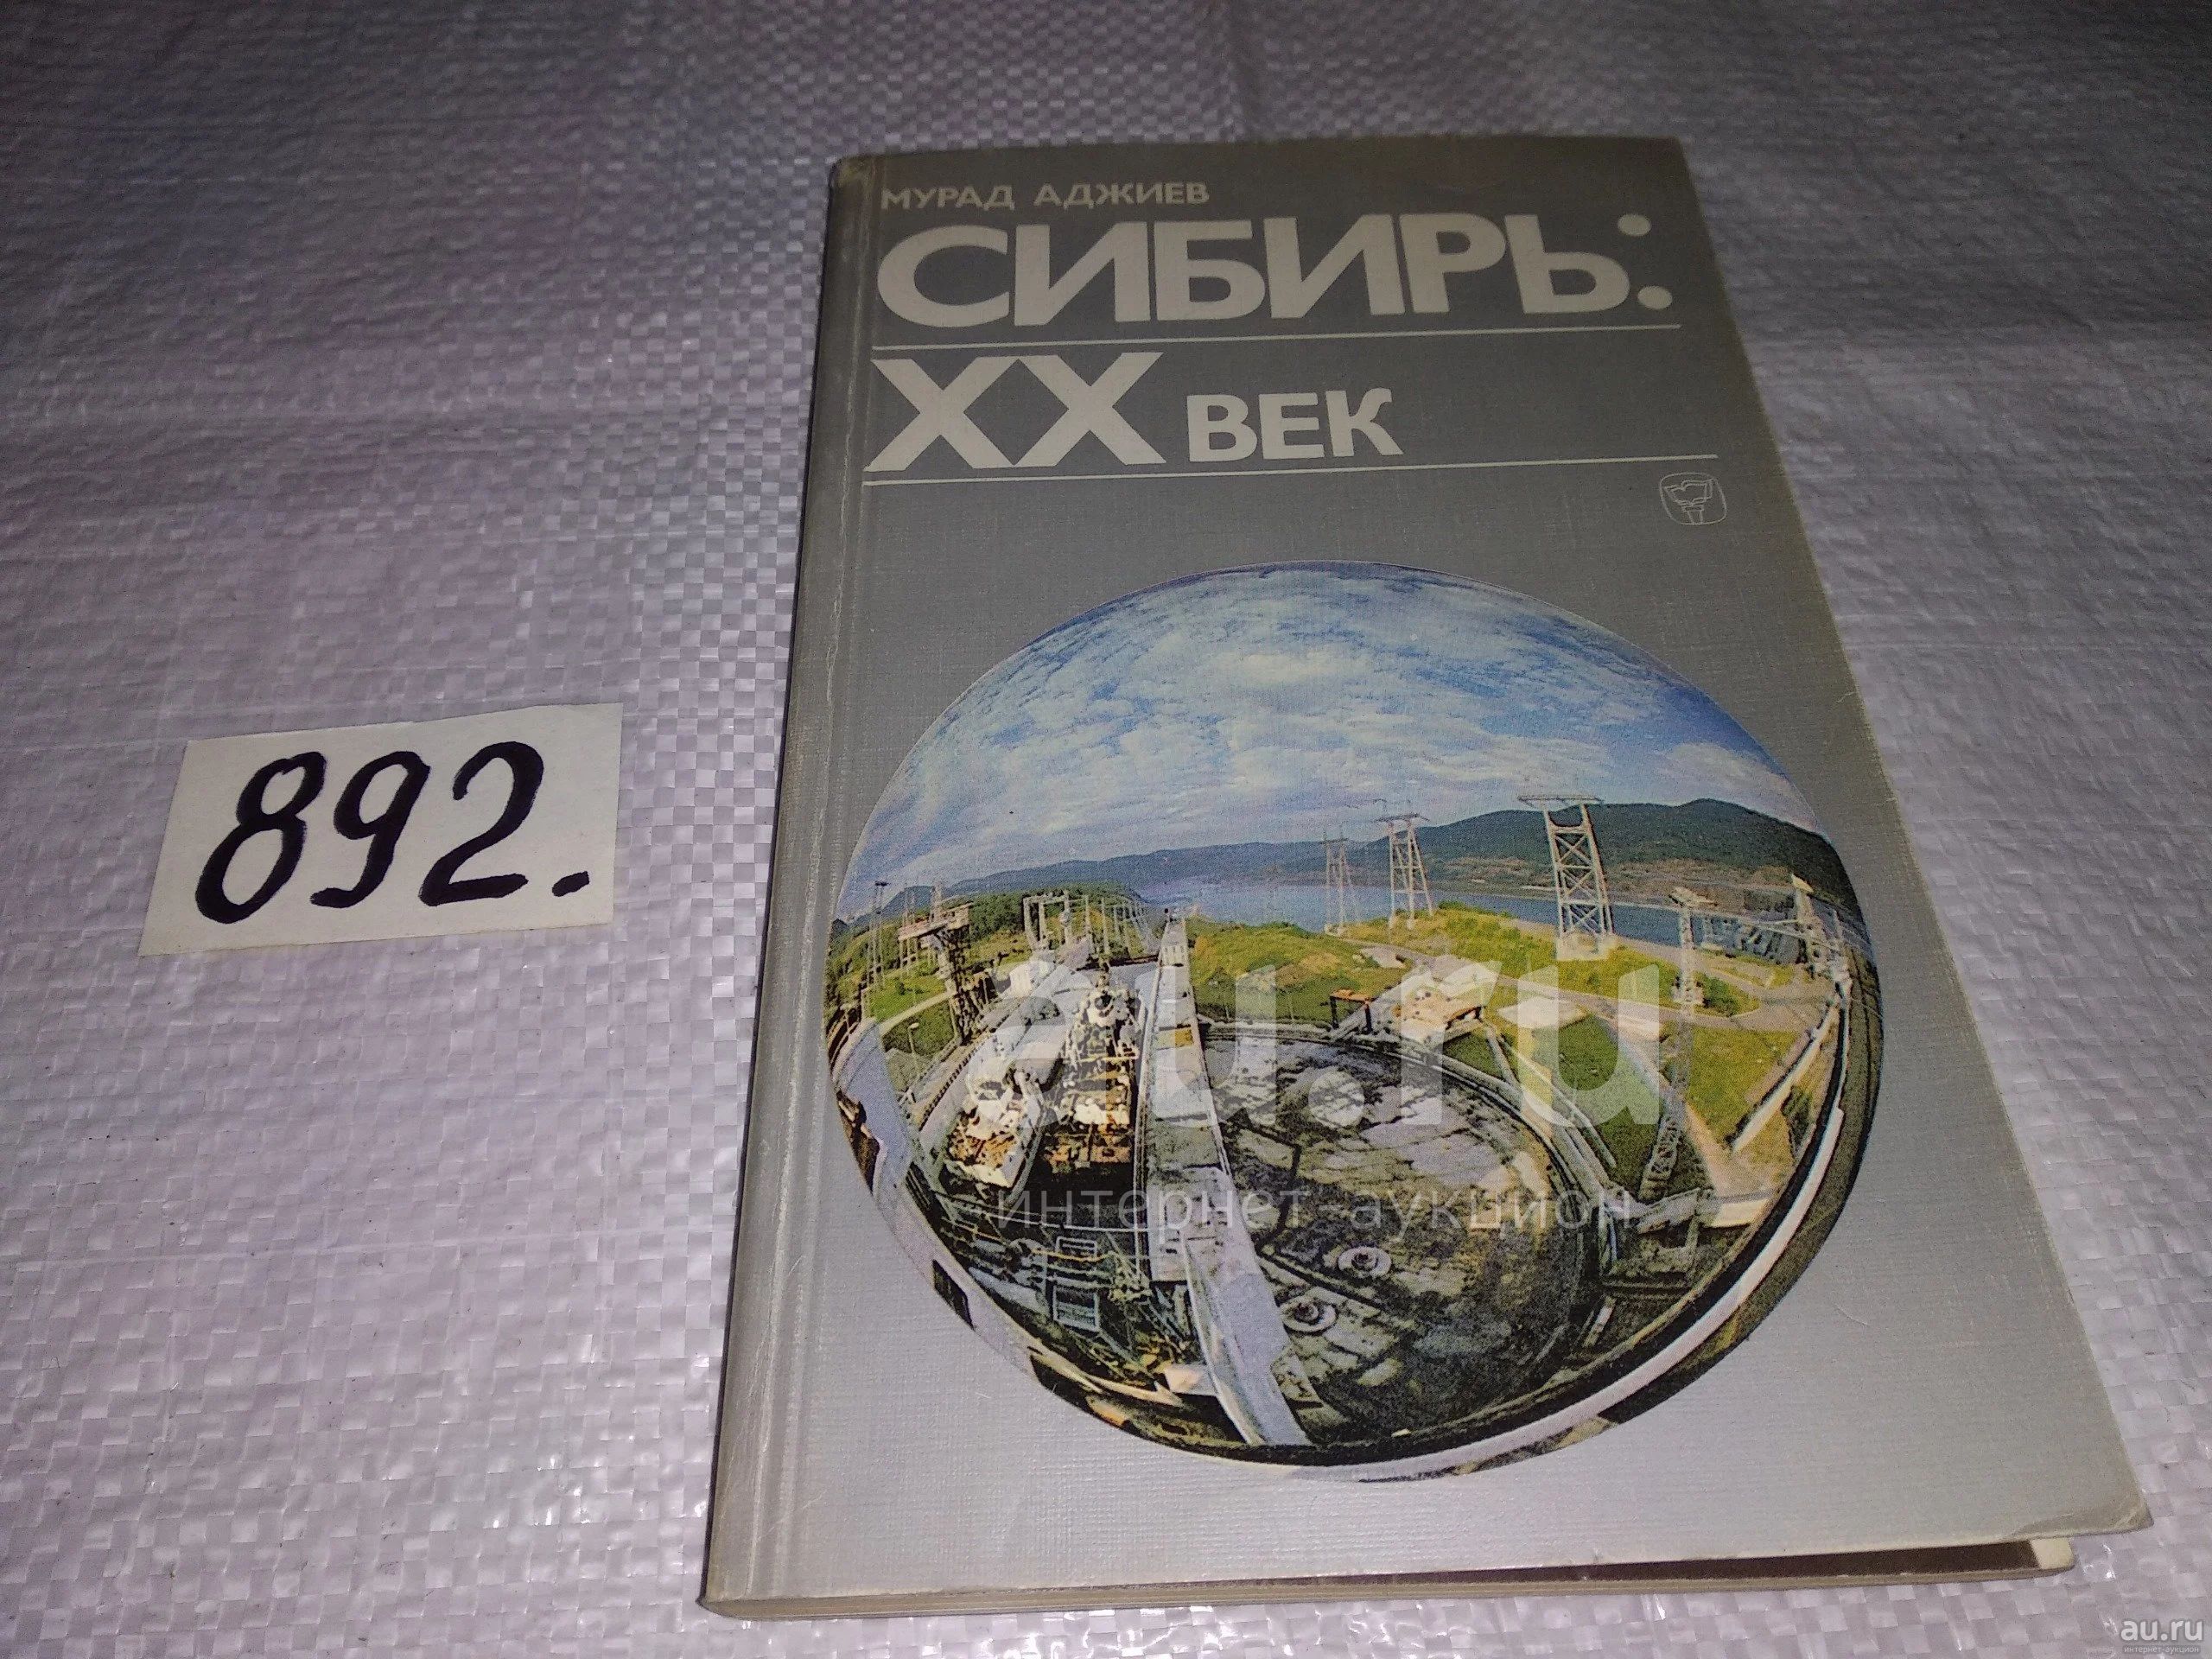 МУРАД АДЖИЕВ
СИБИРЬ:
XX ВЕК
892.
au.ru
интернет аукцион
au.ru
интернет-аукцион